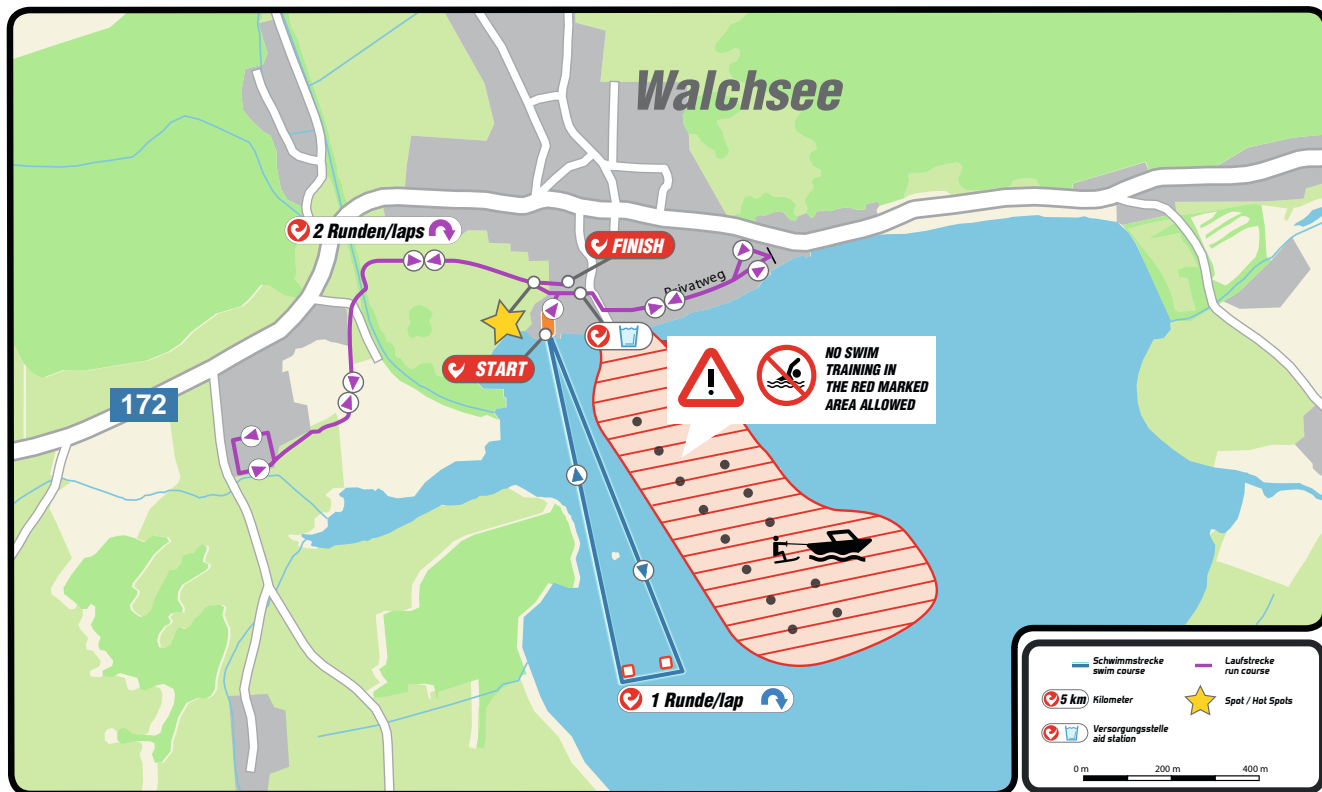 Walchsee
2 Runden/laps
FINISH
Privatweg
START
NO SWIM
TRAINING IN
THE RED MARKED
AREA ALLOWED
172
1 Runde/lap
Schwimmstrecke
swim course
Laufstrecke
run course
5 km
Kilometer
Spot / Hot Spots
Versorgungsstelle
aid station
0 m
200 m
400 m